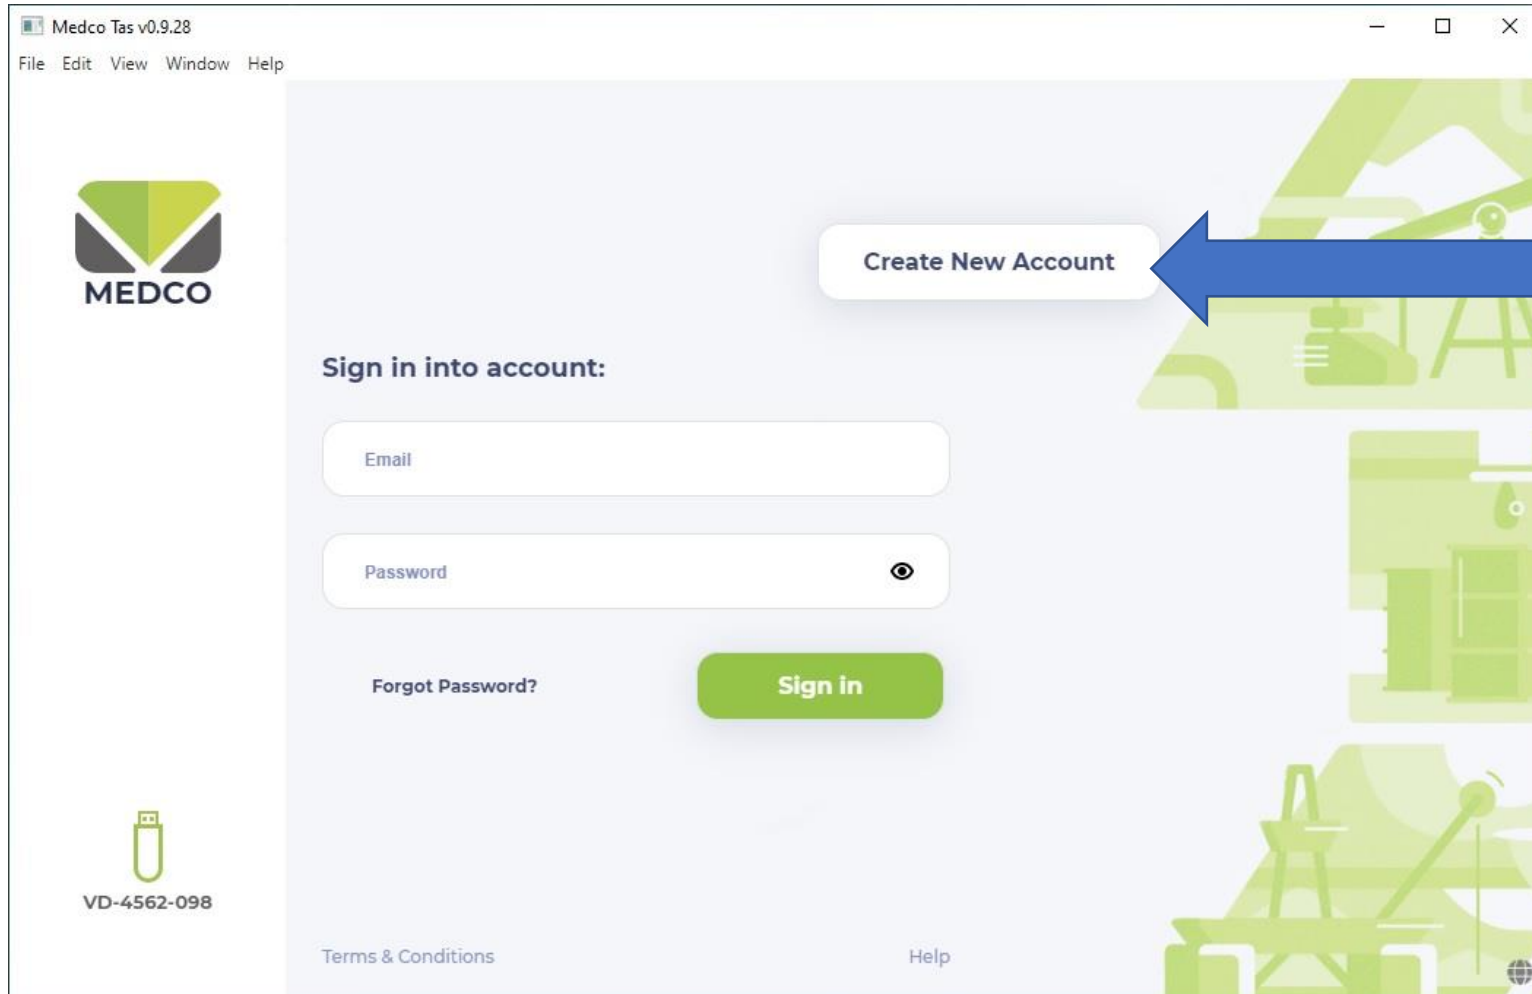 Medco Tas v0.9.28
File Edit View Window Help
MEDCO
Create New Account
Sign in into account:
Email
Password
Forgot Password?
Sign in
VD-4562-098
Terms & Conditions
Help